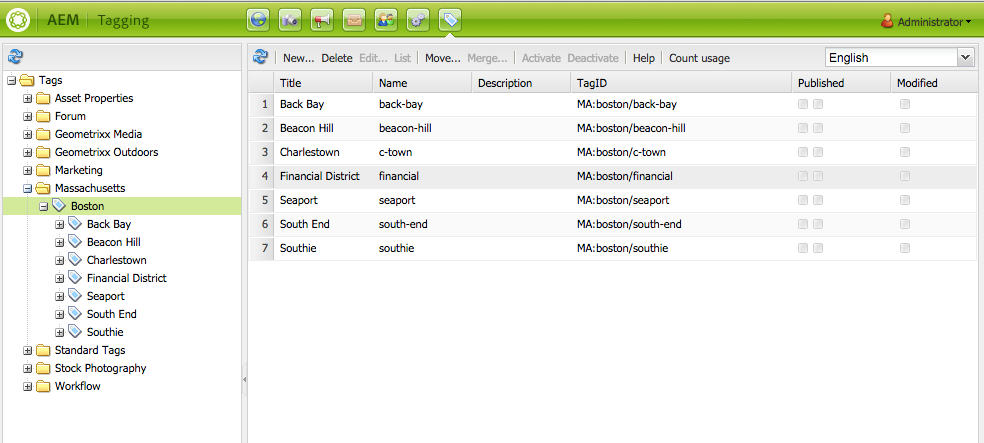 AEM Tagging Administrator
New... Delete Edit... List Move... Merge... Activate Deactivate Help Count usage English
Tags
Asset Properties
Forum
Geometrixx Media
Geometrixx Outdoors
Marketing
Massachusetts
Boston
Back Bay
Beacon Hill
Charlestown
Financial District
Seaport
South End
Southie
Standard Tags
Stock Photography
Workflow
Title Name Description TagID Published Modified
1 Back Bay back-bay MA:boston/back-bay
2 Beacon Hill beacon-hill MA:boston/beacon-hill
3 Charlestown c-town MA:boston/c-town
4 Financial District financial MA:boston/financial
5 Seaport seaport MA:boston/seaport
6 South End south-end MA:boston/south-end
7 Southie southie MA:boston/southie